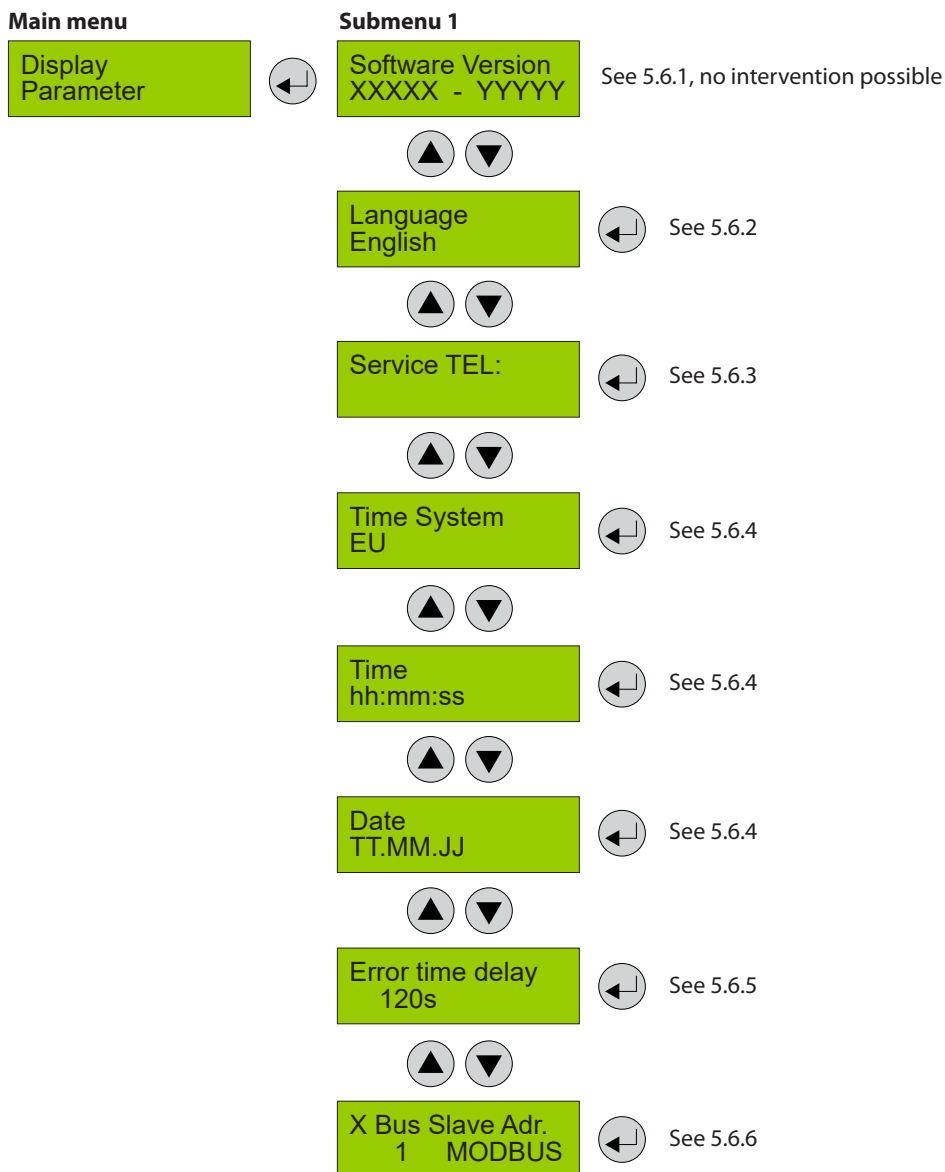 Main menu
Submenu 1
Display
Parameter
Software Version
XXXXX - YYYYY
See 5.6.1, no intervention possible
Language
English
See 5.6.2
Service TEL:
See 5.6.3
Time System
EU
See 5.6.4
Time
hh:mm:ss
See 5.6.4
Date
TT.MM.JJ
See 5.6.4
Error time delay
120s
See 5.6.5
X Bus Slave Adr.
1 MODBUS
See 5.6.6